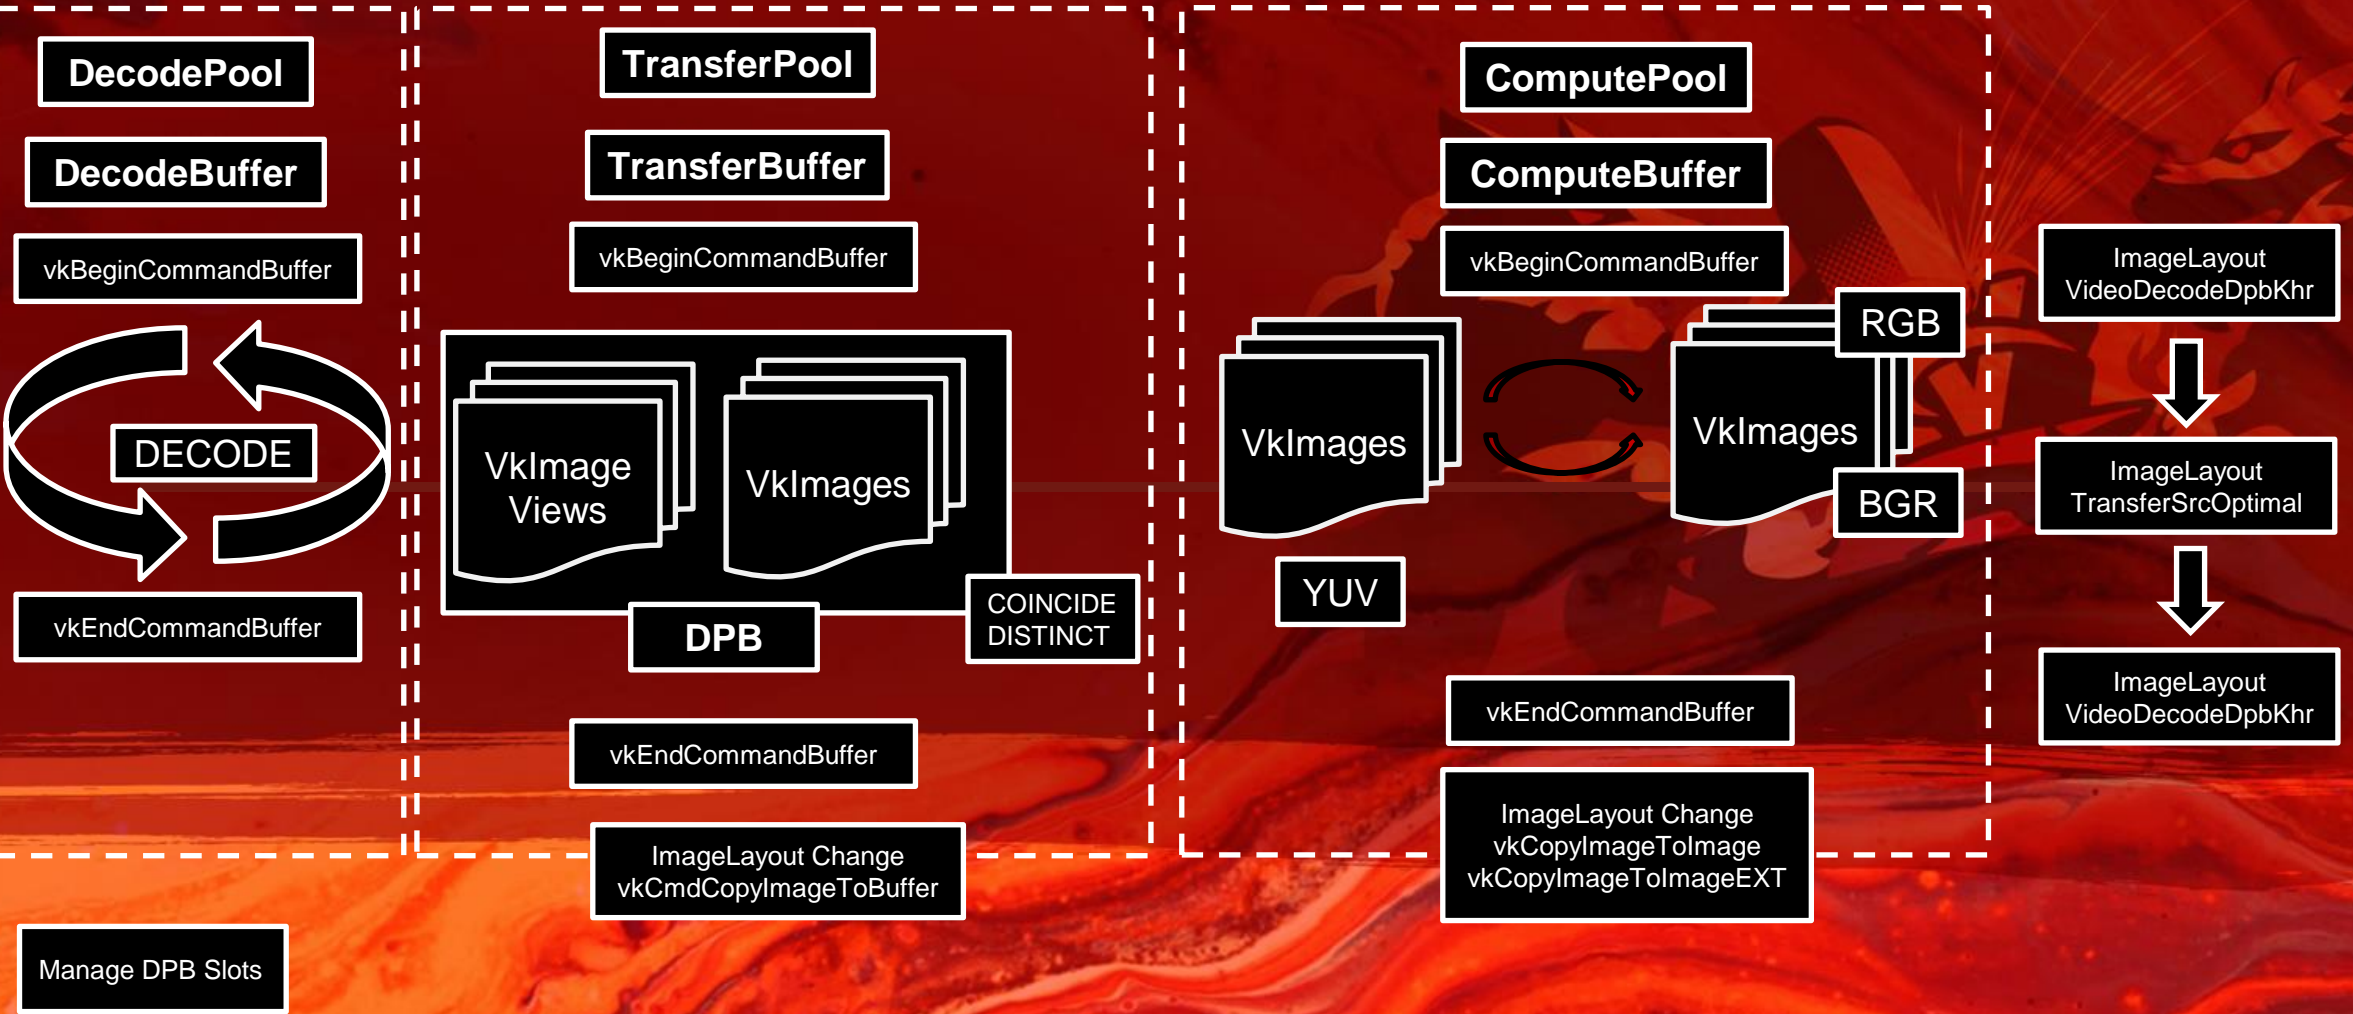 DecodePool
DecodeBuffer
vkBeginCommandBuffer
DECODE
vkEndCommandBuffer
Manage DPB Slots
TransferPool
TransferBuffer
vkBeginCommandBuffer
VkImage
Views
VkImages
DPB
COINCIDE
DISTINCT
vkEndCommandBuffer
ImageLayout Change
vkCmdCopyImageToBuffer
ComputePool
ComputeBuffer
vkBeginCommandBuffer
VkImages
YUV
RGB
VkImages
BGR
vkEndCommandBuffer
ImageLayout Change
vkCopyImageToImage
vkCopyImageToImageEXT
ImageLayout
VideoDecodeDpbKhr
ImageLayout
TransferSrcOptimal
ImageLayout
VideoDecodeDpbKhr